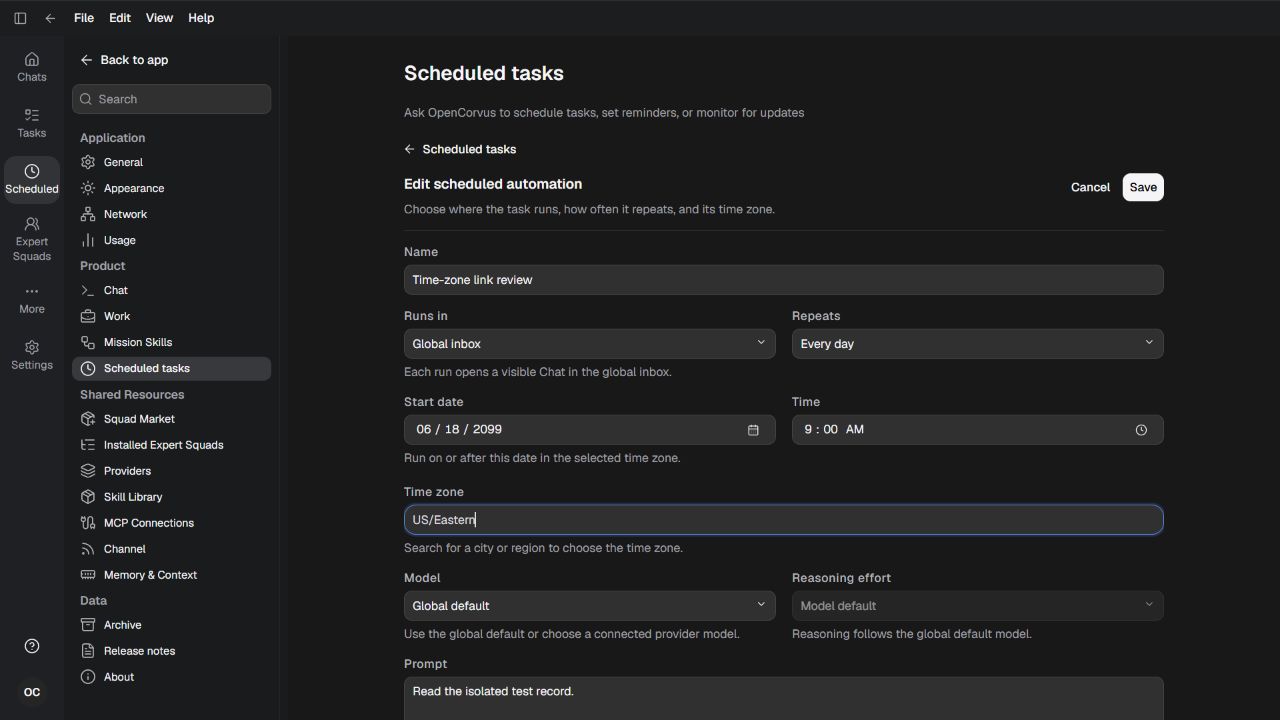 File Edit View Help
Chats
Tasks
Scheduled
Expert
Squads
More
Settings
OC
Back to app
Search
Application
General
Appearance
Network
Usage
Product
Chat
Work
Mission Skills
Scheduled tasks
Shared Resources
Squad Market
Installed Expert Squads
Providers
Skill Library
MCP Connections
Channel
Memory & Context
Data
Archive
Release notes
About
Scheduled tasks
Ask OpenCorvus to schedule tasks, set reminders, or monitor for updates
Scheduled tasks
Edit scheduled automation
Cancel Save
Choose where the task runs, how often it repeats, and its time zone.
Name
Time-zone link review
Runs in Repeats
Global inbox Every day
Each run opens a visible Chat in the global inbox.
Start date Time
06 / 18 / 2099 9 : 00 AM
Run on or after this date in the selected time zone.
Time zone
US/Eastern
Search for a city or region to choose the time zone.
Model Reasoning effort
Global default Model default
Use the global default or choose a connected provider model. Reasoning follows the global default model.
Prompt
Read the isolated test record.